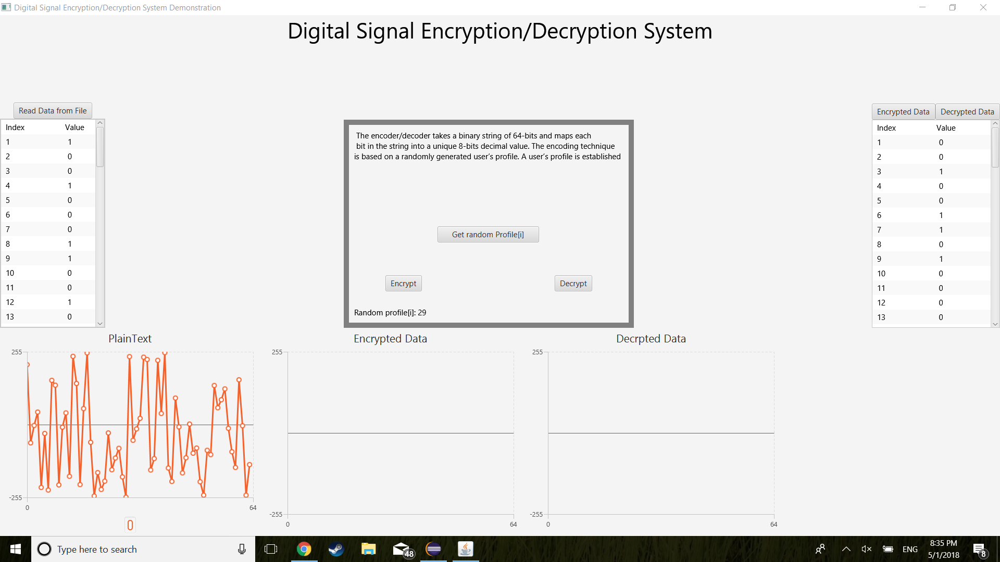 Digital Signal Encryption/Decryption System Demonstration
Digital Signal Encryption/Decryption System
Read Data from File
Index Value
1 1
2 0
3 0
4 1
5 0
6 0
7 0
8 1
9 1
10 0
11 0
12 1
13 0
The encoder/decoder takes a binary string of 64-bits and maps each
bit in the string into a unique 8-bits decimal value. The encoding technique
is based on a randomly generated user's profile. A user's profile is established
Get random Profile[i]
Encrypt Decrypt
Random profile[i]: 29
Encrypted Data Decrypted Data
Index Value
1 0
2 0
3 1
4 0
5 0
6 1
7 1
8 0
9 1
10 0
11 0
12 0
13 0
PlainText
255
-255
0 64
Encrypted Data
255
-255
0 64
Decrpted Data
255
-255
0 64
Type here to search
48
ENG
8:35 PM
5/1/2018
8